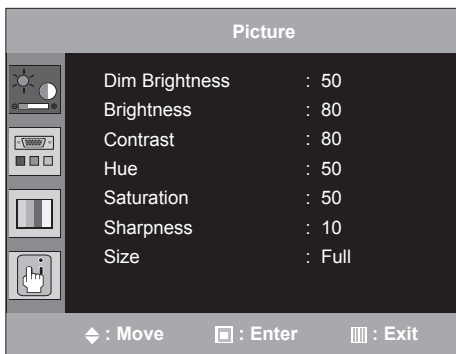 Picture
Dim Brightness : 50
Brightness : 80
Contrast : 80
Hue : 50
Saturation : 50
Sharpness : 10
Size : Full
: Move : Enter : Exit